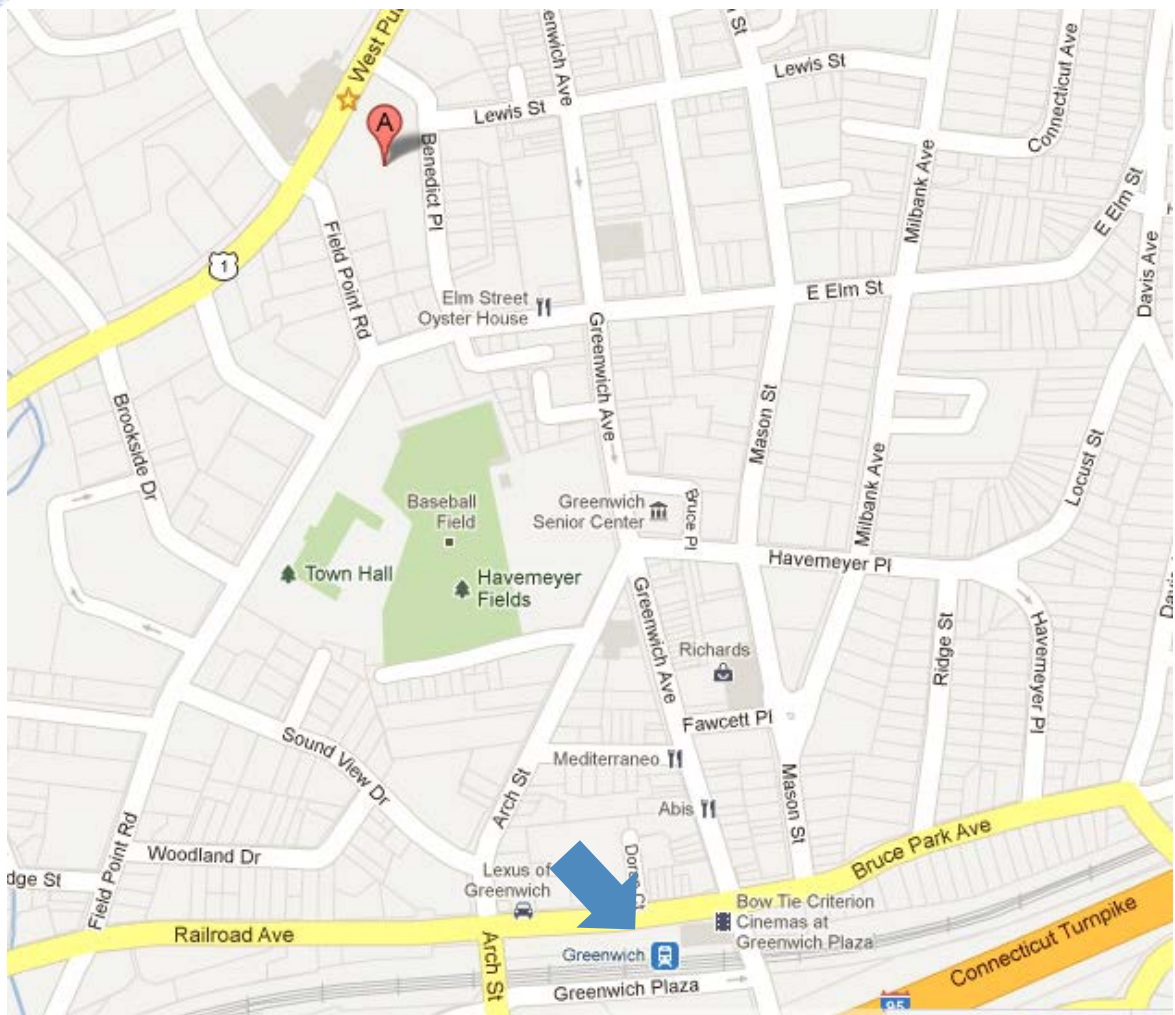 West Pu
Greenwich Ave
St
Lewis St
Connecticut Ave
A
Lewis St
Benedict Pl
Milbank Ave
E Elm St
Field Point Rd
1
Davis Ave
E Elm St
Elm Street
Oyster House
Greenwich Ave
Mason St
Brookside Dr
Locust St
Milbank Ave
Baseball
Field
Greenwich
Senior Center
Bruce Pl
Havemeyer Pl
Town Hall
Havemeyer
Fields
Greenwich Ave
Havemeyer Pl
Ridge St
Richards
Fawcett Pl
Sound View Dr
Mediterraneo
Arch St
Mason St
Abis
Bruce Park Ave
Woodland Dr
dge St
Field Point Rd
Lexus of
Greenwich
Bow Tie Criterion
Cinemas at
Greenwich Plaza
Railroad Ave
Arch St
Greenwich
Connecticut Turnpike
Greenwich Plaza
95